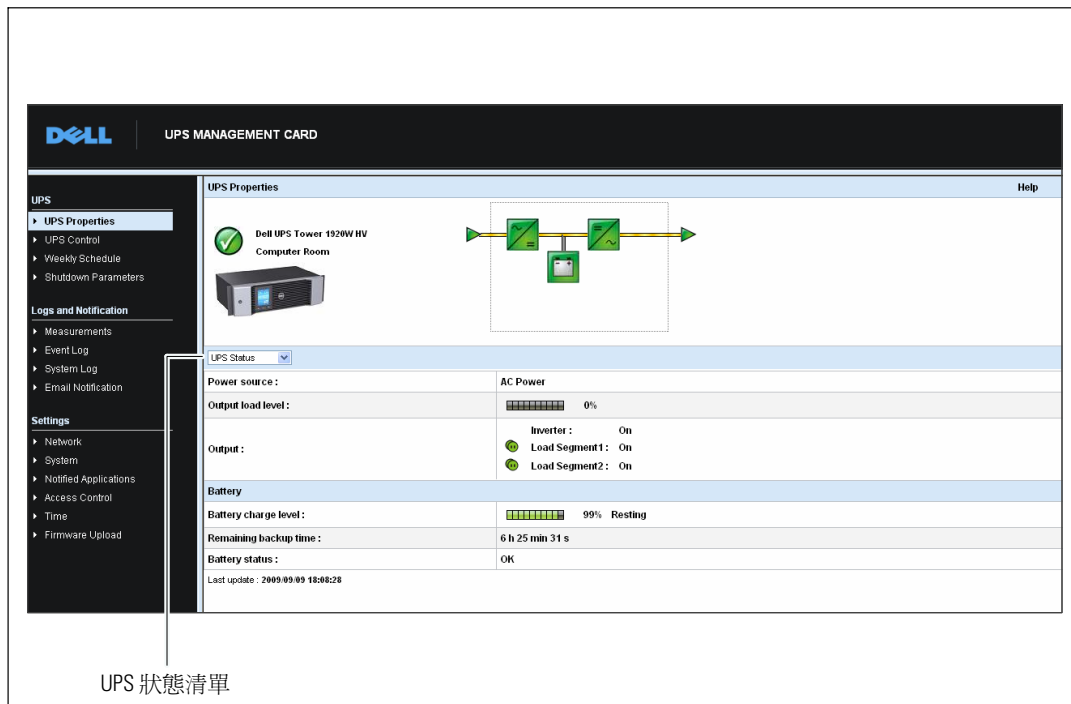 DELL
UPS MANAGEMENT CARD
UPS
UPS Properties
UPS Control
Weekly Schedule
Shutdown Parameters
Logs and Notification
Measurements
Event Log
System Log
Email Notification
Settings
Network
System
Notified Applications
Access Control
Time
Firmware Upload
UPS Properties Help
Dell UPS Tower 1920W HV
Computer Room
UPS Status
Power source : AC Power
Output load level : 0%
Output :
Inverter : On
Load Segment1 : On
Load Segment2 : On
Battery
Battery charge level : 99% Resting
Remaining backup time : 6 h 25 min 31 s
Battery status : OK
Last update : 2009/09/09 18:08:28
UPS 狀態清單